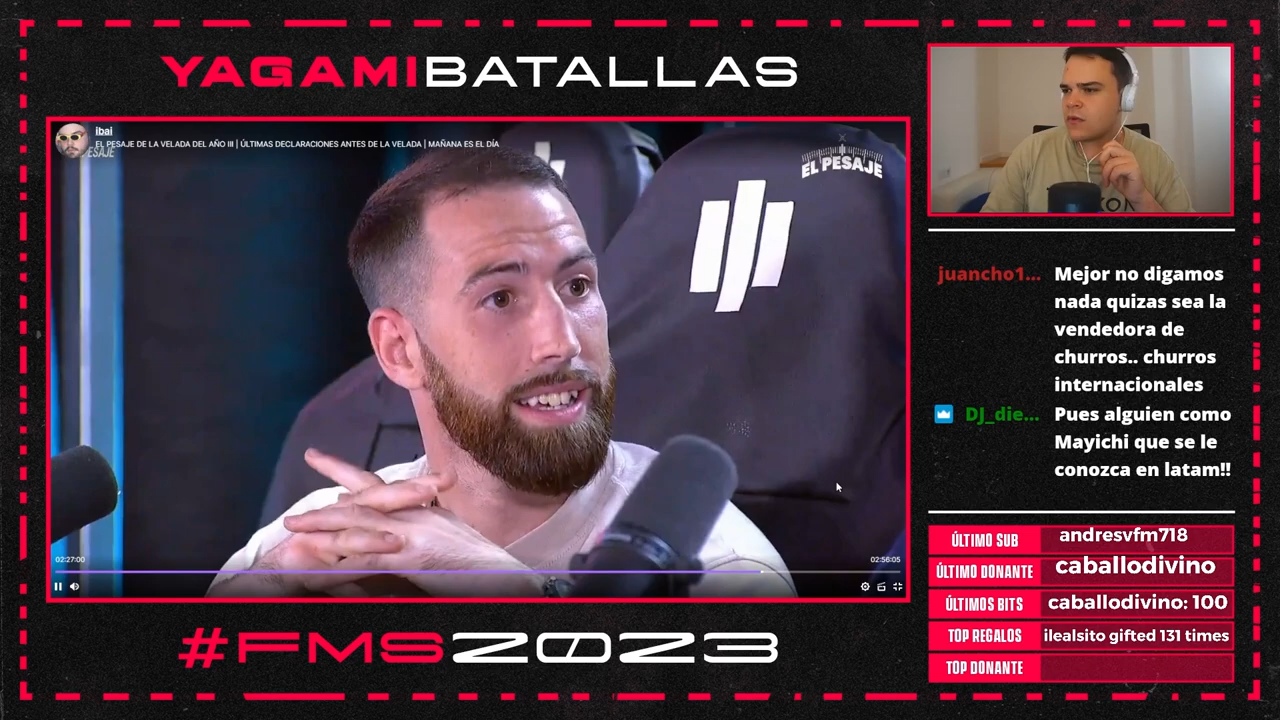 YAGAMIBATALLAS
ibai
EL PESAJE DE LA VELADA DEL AÑO III | ÚLTIMAS DECLARACIONES ANTES DE LA VELADA | MAÑANA ES EL DÍA
PESAJE
EL PESAJE
02:27:00
02:56:05
#FMS2023
juancho1...
Mejor no digamos
nada quizas sea la
vendedora de
churros.. churros
internacionales
DJ_die...
Pues alguien como
Mayichi que se le
conozca en latam!!
ÚLTIMO SUB
andresvfm718
ÚLTIMO DONANTE
caballodivino
ÚLTIMOS BITS
caballodivino: 100
TOP REGALOS
ilealsito gifted 131 times
TOP DONANTE